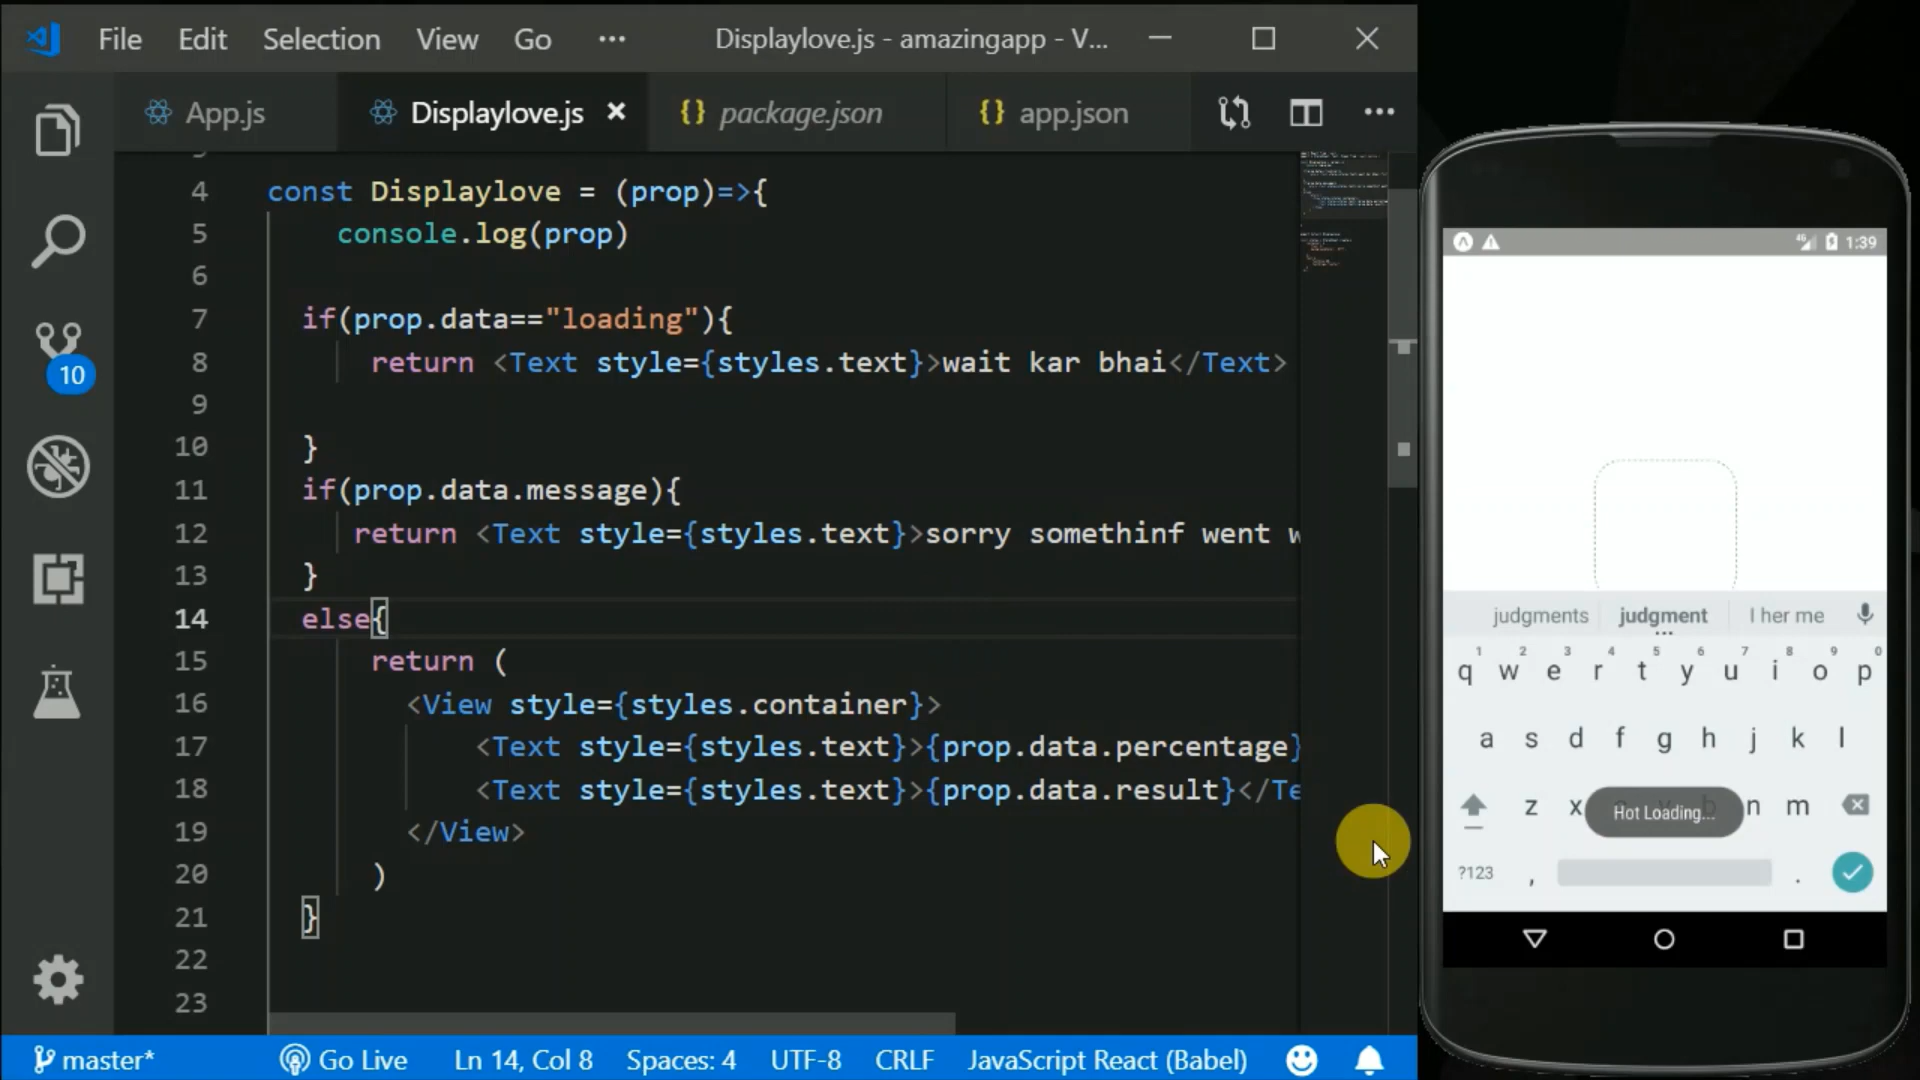 File Edit Selection View Go ··· Displaylove.js - amazingapp - V...
App.js Displaylove.js {} package.json {} app.json
4 const Displaylove = (prop)=>{
5 console.log(prop)
6
7 if(prop.data=="loading"){
8 return <Text style={styles.text}>wait kar bhai</Text>
9
10 }
11 if(prop.data.message){
12 return <Text style={styles.text}>sorry somethinf went w
13 }
14 else{
15 return (
16 <View style={styles.container}>
17 <Text style={styles.text}>{prop.data.percentage}
18 <Text style={styles.text}>{prop.data.result}</Te
19 </View>
20 )
21 }
22
23
10
master* Go Live Ln 14, Col 8 Spaces: 4 UTF-8 CRLF JavaScript React (Babel)
4G 1:39
judgments judgment I her me
1 2 3 4 5 6 7 8 9 0
q w e r t y u i o p
a s d f g h j k l
z x n m
Hot Loading...
?123 , .